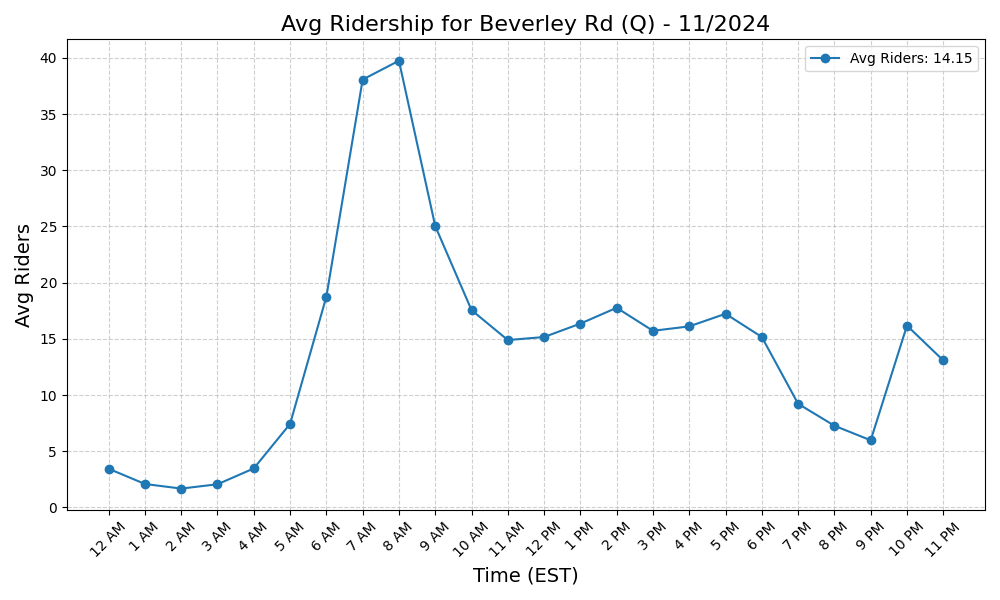 Avg Ridership for Beverley Rd (Q) - 11/2024
Avg Riders: 14.15
Avg Riders
40
35
30
25
20
15
10
5
0
12 AM
1 AM
2 AM
3 AM
4 AM
5 AM
6 AM
7 AM
8 AM
9 AM
10 AM
11 AM
12 PM
1 PM
2 PM
3 PM
4 PM
5 PM
6 PM
7 PM
8 PM
9 PM
10 PM
11 PM
Time (EST)